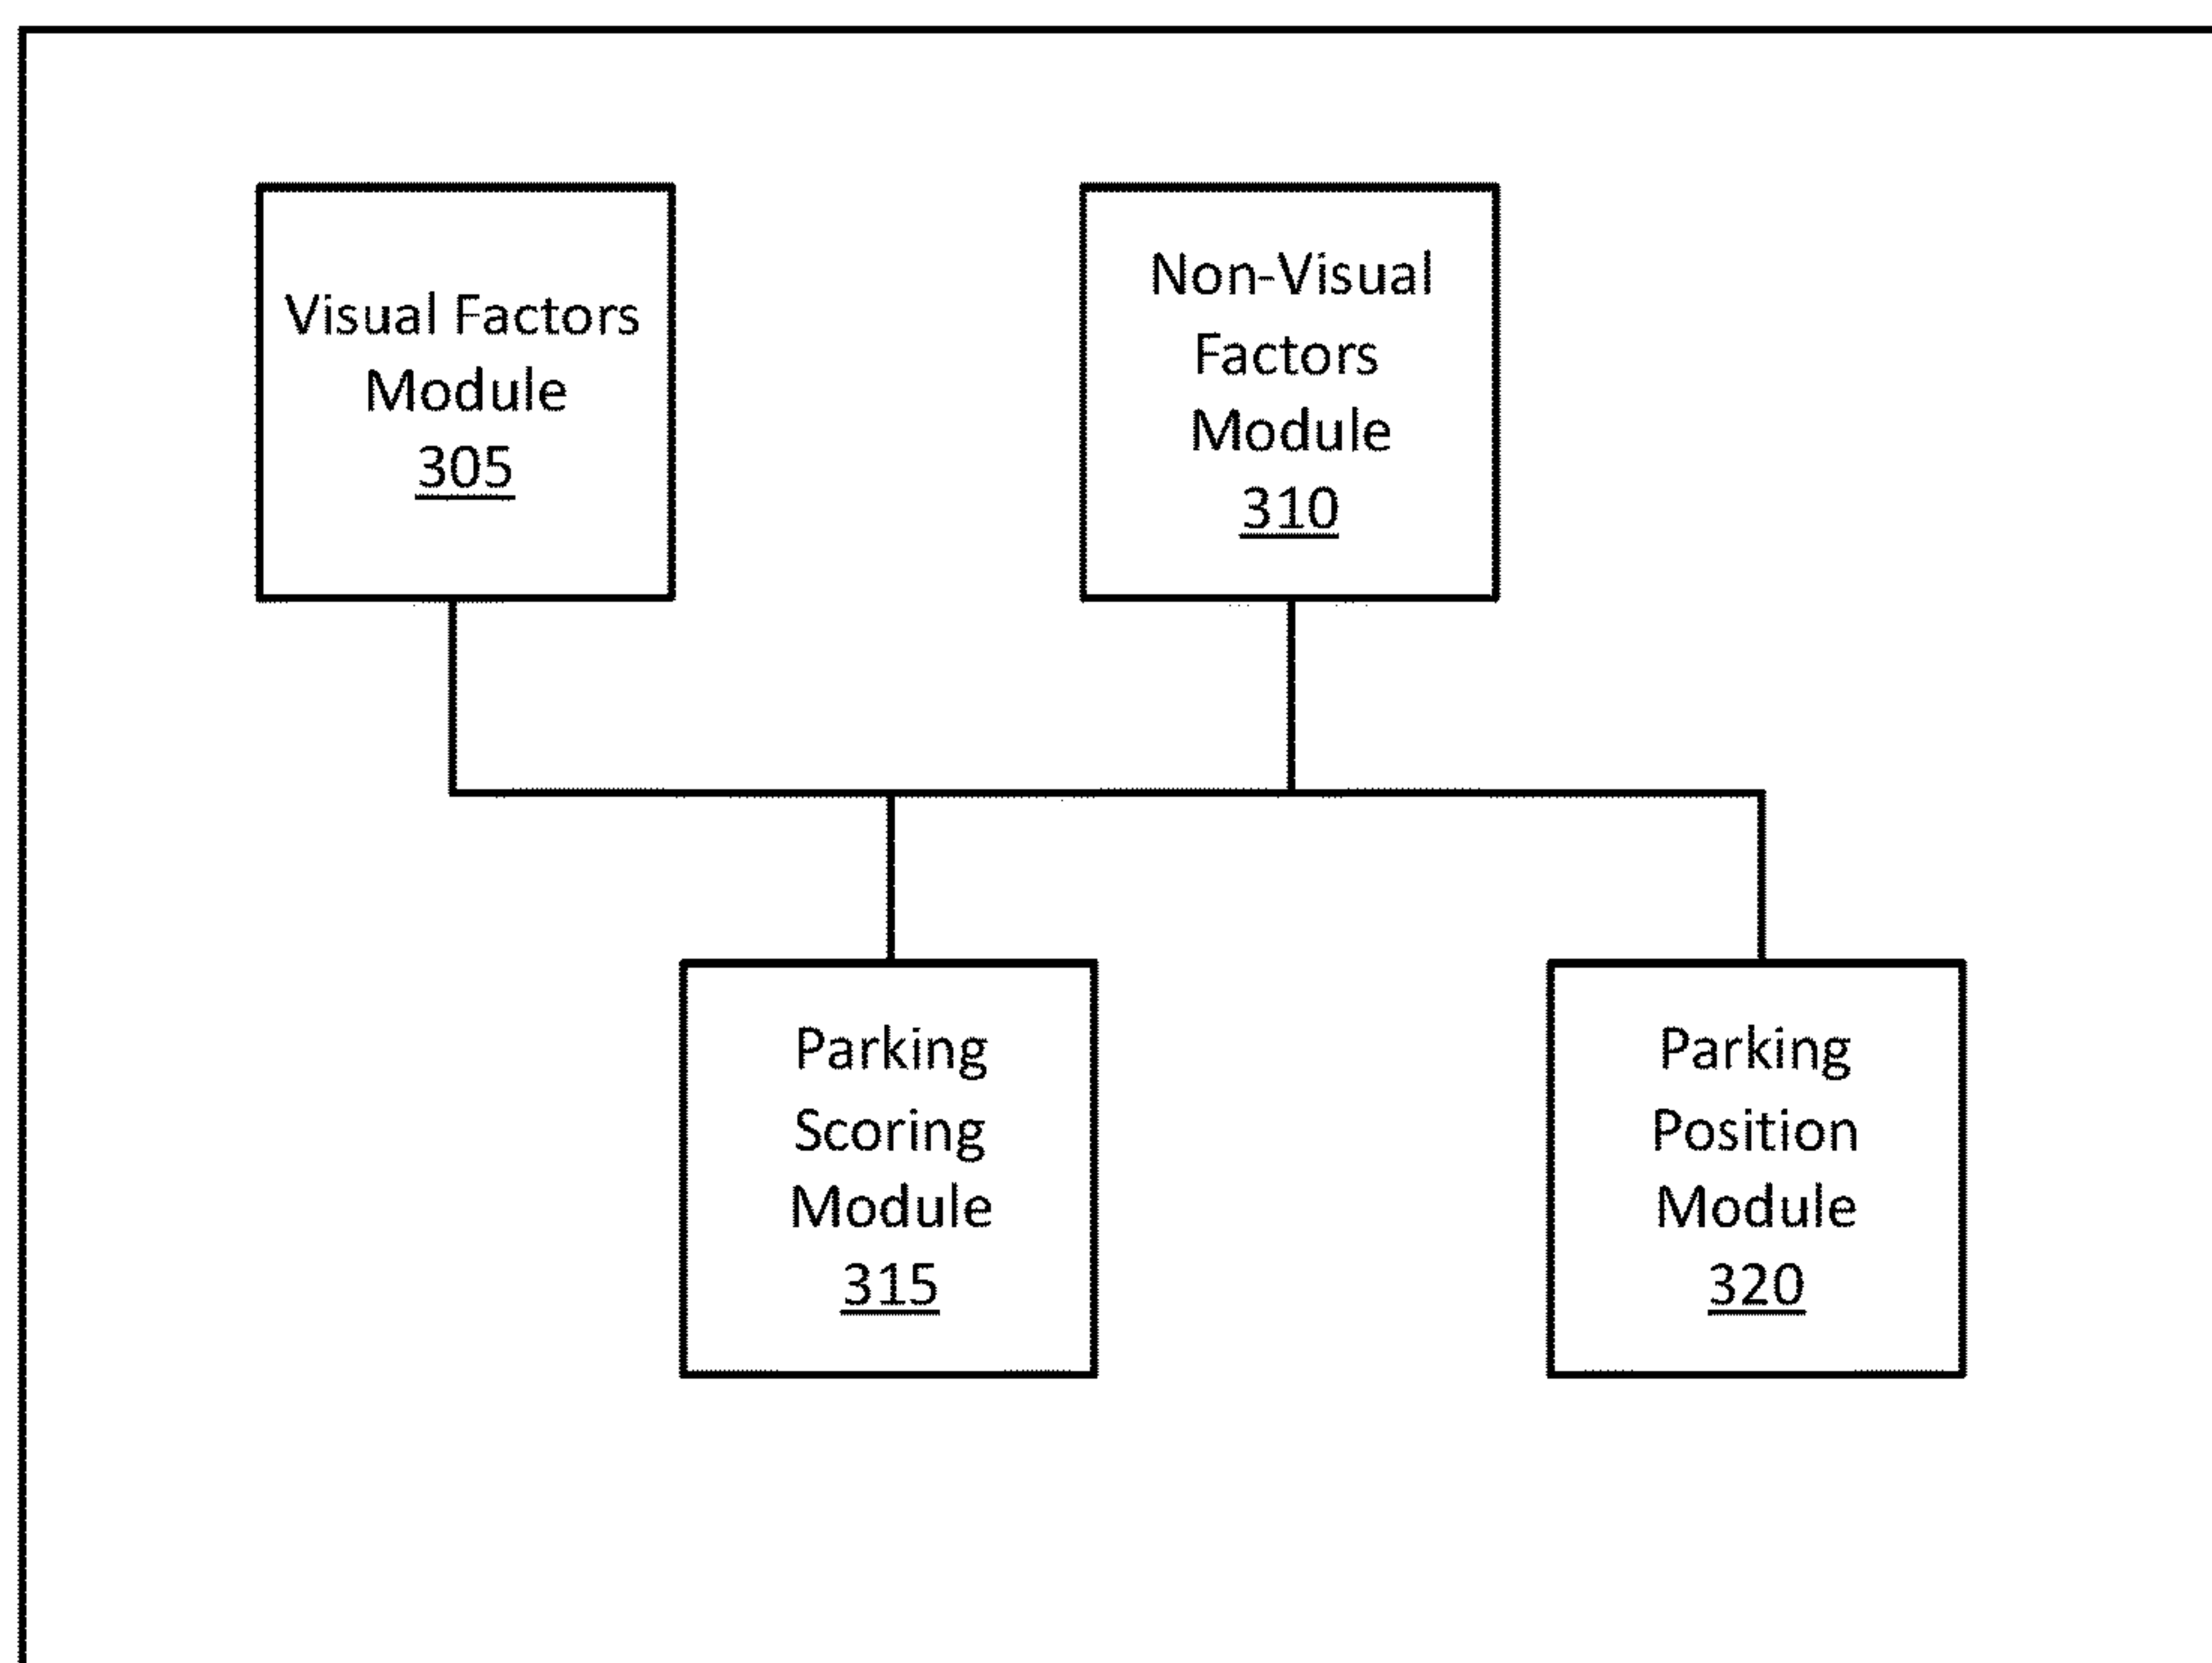 Visual Factors
Module
305
Non-Visual
Factors
Module
310
Parking
Scoring
Module
315
Parking
Position
Module
320